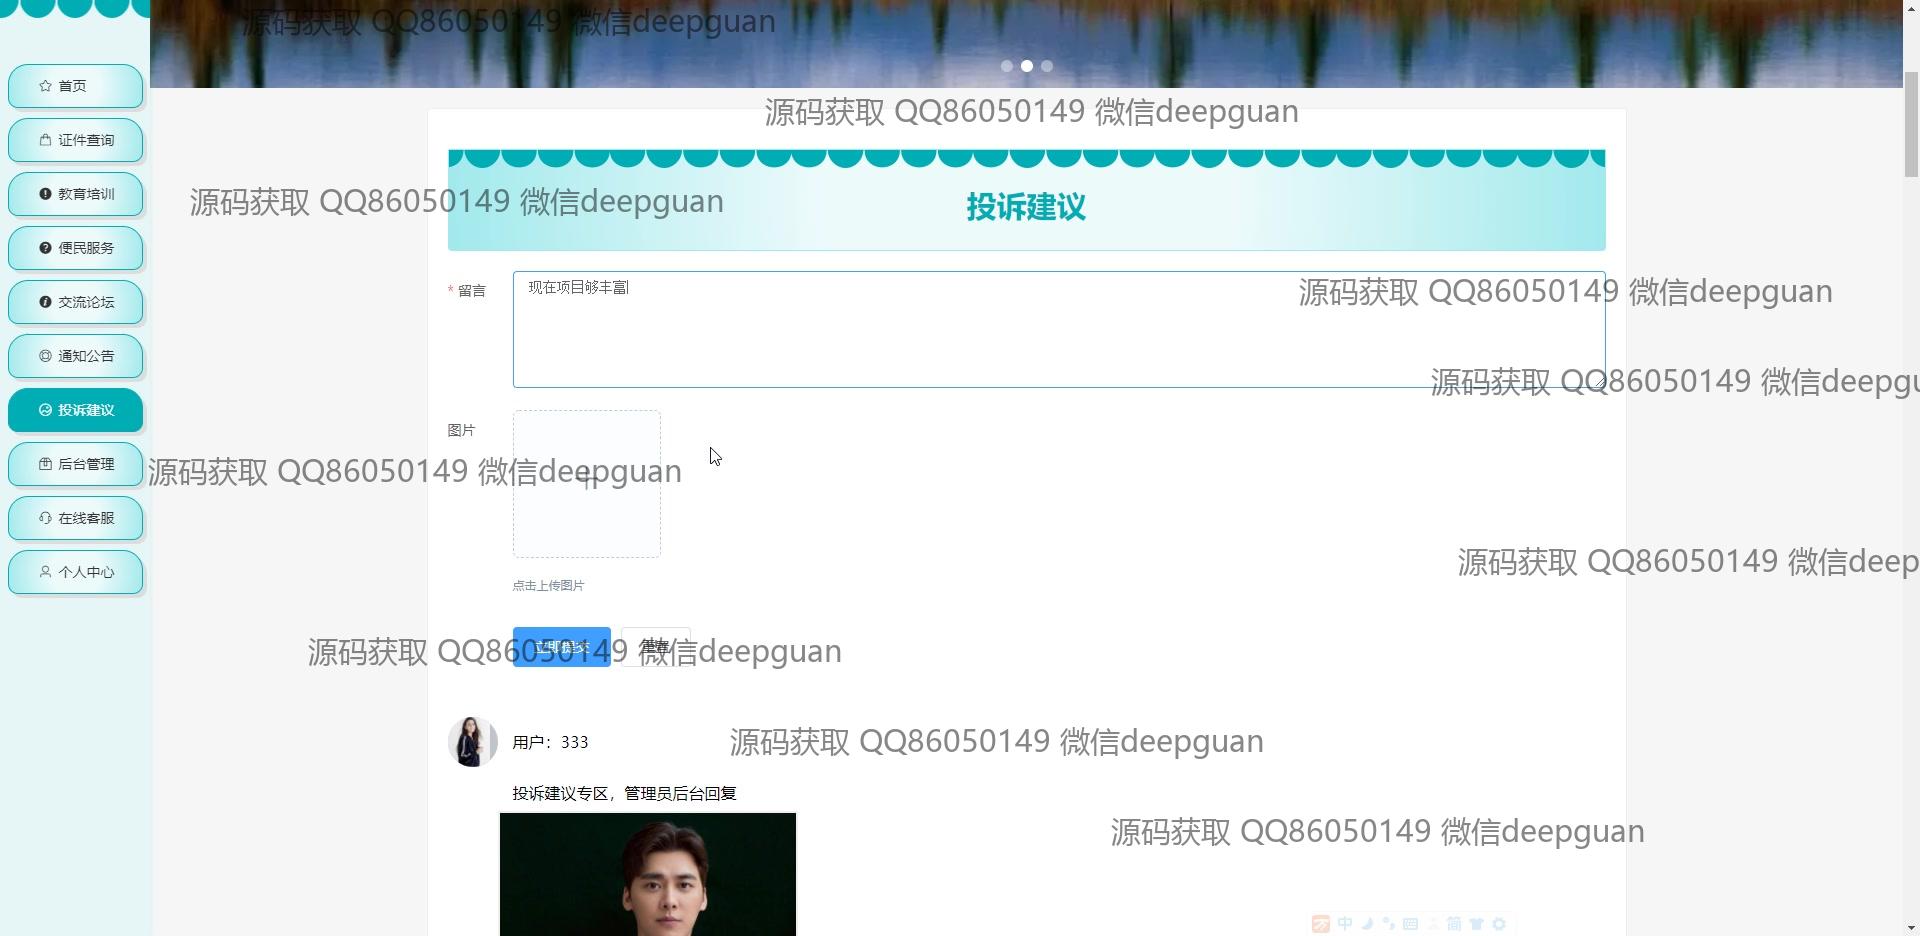 源码获取 QQ86050149 微信deepguan
首页
证件查询
教育培训
便民服务
交流论坛
通知公告
投诉建议
后台管理
在线客服
个人中心
源码获取 QQ86050149 微信deepguan
源码获取 QQ86050149 微信deepguan
投诉建议
* 留言
现在项目够丰富
源码获取 QQ86050149 微信deepguan
源码获取 QQ86050149 微信deepgu
图片
源码获取 QQ86050149 微信deepguan
源码获取 QQ86050149 微信deep
点击上传图片
立即提交
重置
源码获取 QQ86050149 微信deepguan
用户：333
源码获取 QQ86050149 微信deepguan
投诉建议专区，管理员后台回复
源码获取 QQ86050149 微信deepguan
中
简